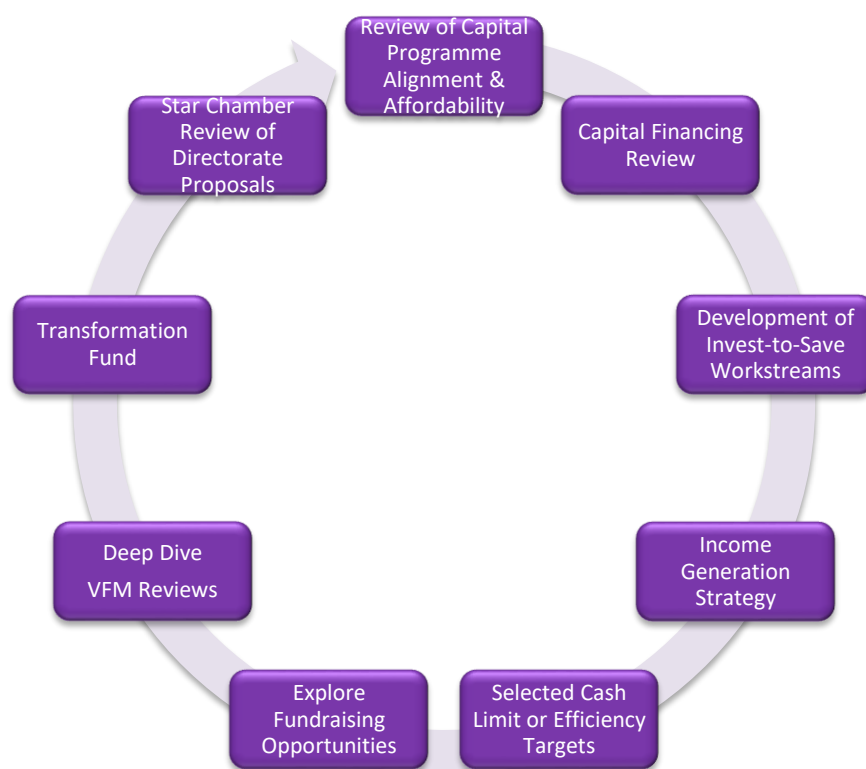 Review of Capital
Programme
Alignment &
Affordability
Capital Financing
Review
Development of
Invest-to-Save
Workstreams
Income
Generation
Strategy
Selected Cash
Limit or Efficiency
Targets
Explore
Fundraising
Opportunities
Deep Dive
VFM Reviews
Transformation
Fund
Star Chamber
Review of
Directorate
Proposals